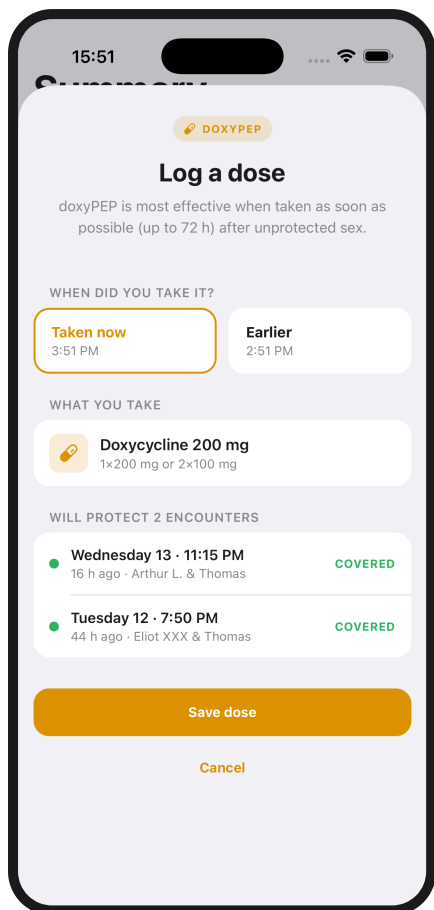 15:51
Summary
DOXYPEP
Log a dose
doxyPEP is most effective when taken as soon as
possible (up to 72 h) after unprotected sex.
WHEN DID YOU TAKE IT?
Taken now
3:51 PM
Earlier
2:51 PM
WHAT YOU TAKE
Doxycycline 200 mg
1×200 mg or 2×100 mg
WILL PROTECT 2 ENCOUNTERS
Wednesday 13 · 11:15 PM
16 h ago · Arthur L. & Thomas
COVERED
Tuesday 12 · 7:50 PM
44 h ago · Eliot XXX & Thomas
COVERED
Save dose
Cancel